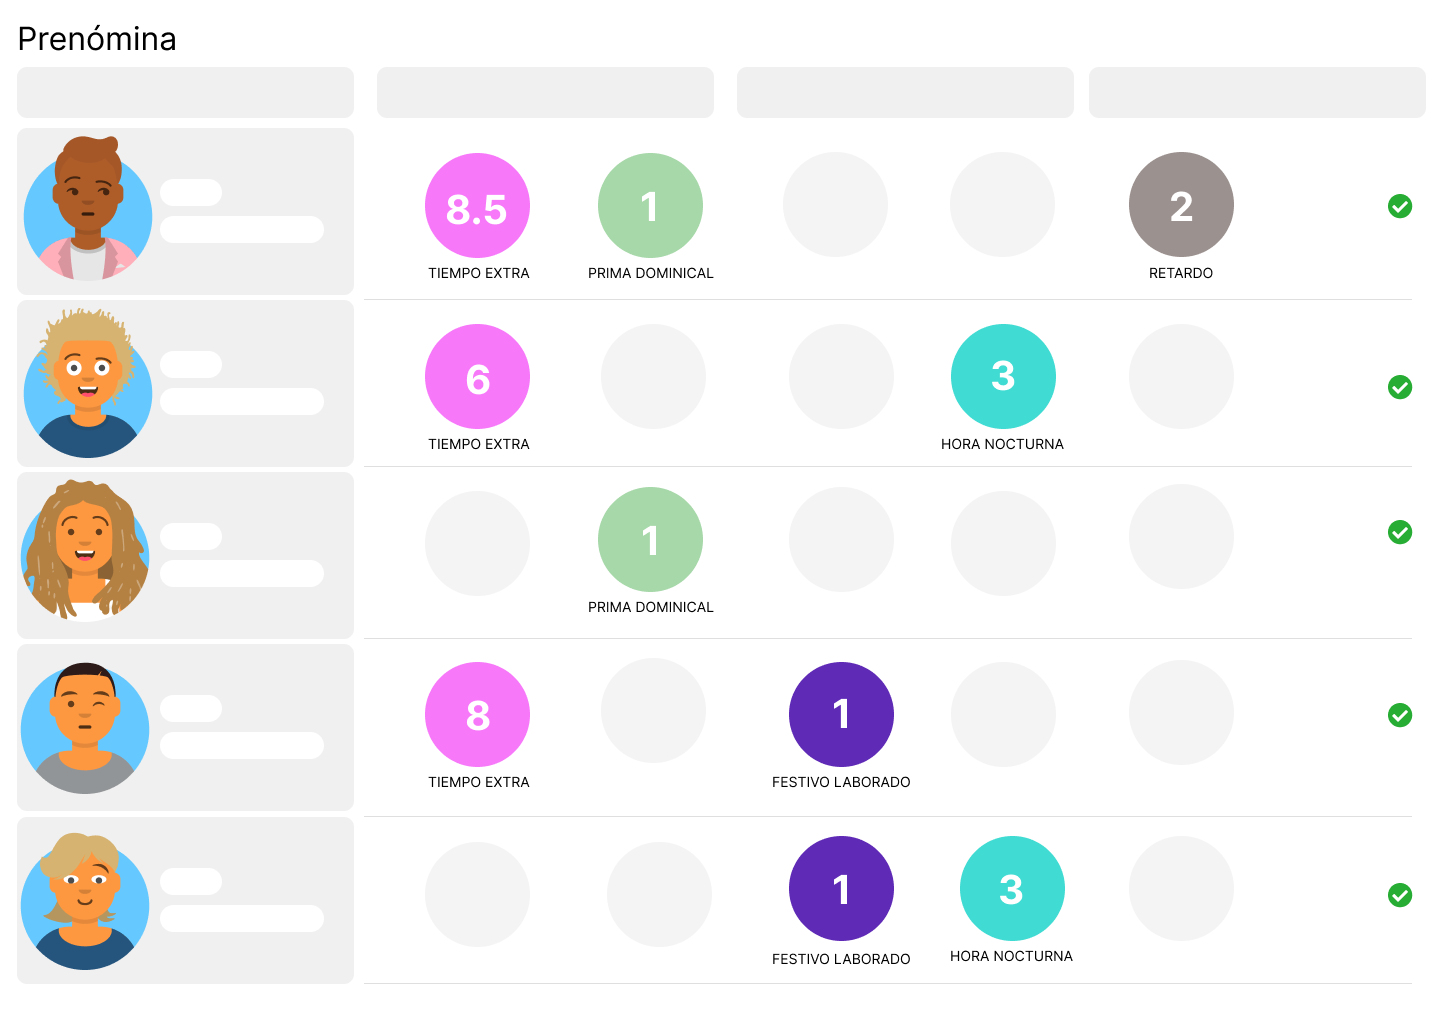 Prenómina
8.5
1
2
TIEMPO EXTRA
PRIMA DOMINICAL
RETARDO
6
3
TIEMPO EXTRA
HORA NOCTURNA
1
PRIMA DOMINICAL
8
1
TIEMPO EXTRA
FESTIVO LABORADO
1
3
FESTIVO LABORADO
HORA NOCTURNA